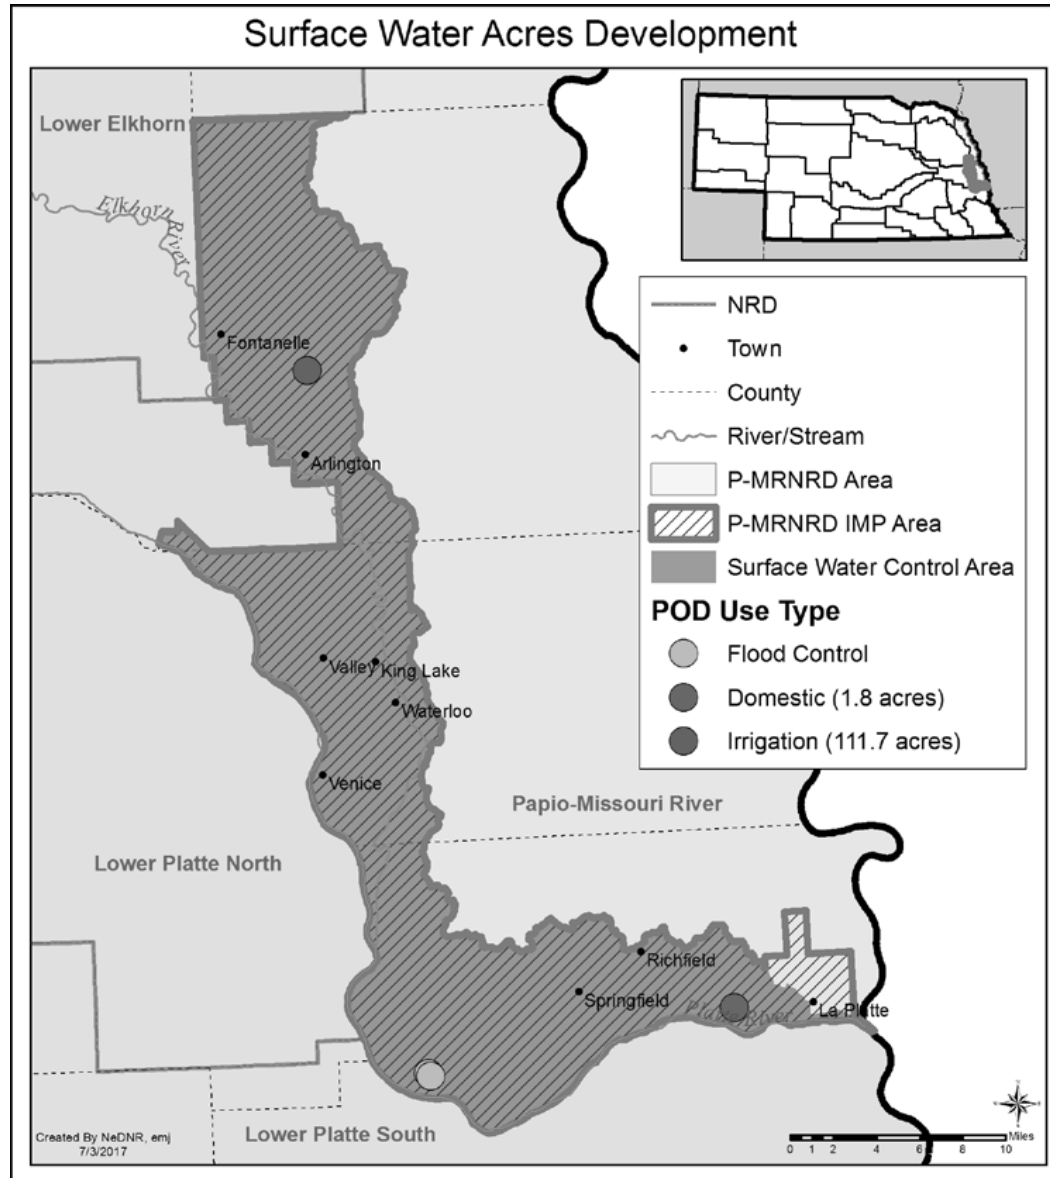 Surface Water Acres Development
Lower Elkhorn
Elkhorn River
Fontanelle
Arlington
NRD
Town
County
River/Stream
P-MRNRD Area
P-MRNRD IMP Area
Surface Water Control Area
POD Use Type
Flood Control
Domestic (1.8 acres)
Irrigation (111.7 acres)
Valley
King Lake
Waterloo
Venice
Papio-Missouri River
Lower Platte North
Richfield
Springfield
Platte River
La Platte
Lower Platte South
Created By NeDNR, emj
7/3/2017
Miles
0 1 2 4 6 8 10